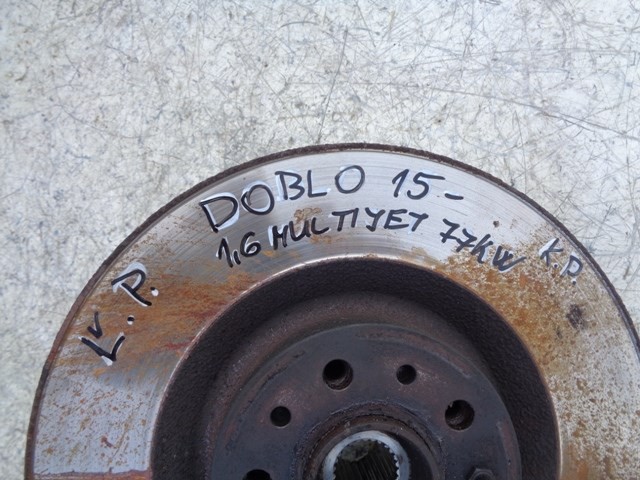 DOBLO 15-
1,6 MULTIYET 77KW K.P.
K.P.